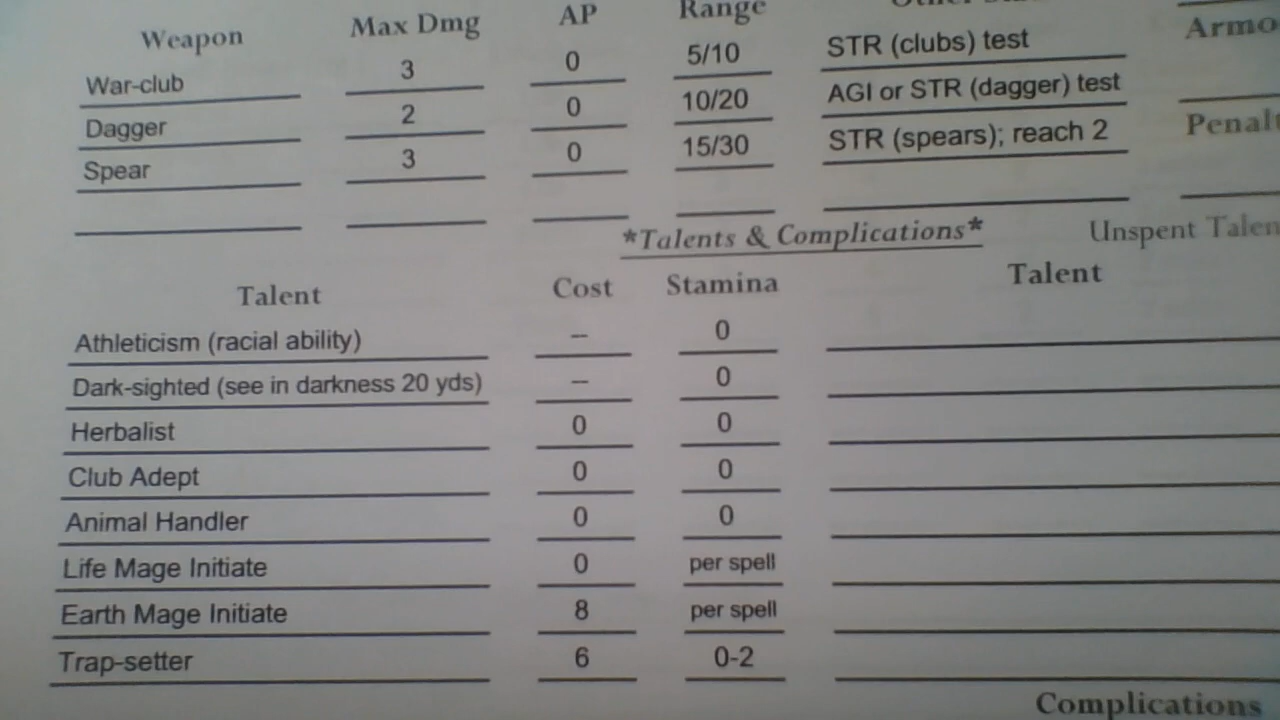 Weapon Max Dmg AP Range
War-club 3 0 5/10 STR (clubs) test
Dagger 2 0 10/20 AGI or STR (dagger) test
Spear 3 0 15/30 STR (spears); reach 2
*Talents & Complications*
Unspent
Talent Cost Stamina Talent
Athleticism (racial ability) -- 0
Dark-sighted (see in darkness 20 yds) -- 0
Herbalist 0 0
Club Adept 0 0
Animal Handler 0 0
Life Mage Initiate 0 per spell
Earth Mage Initiate 8 per spell
Trap-setter 6 0-2
Complications